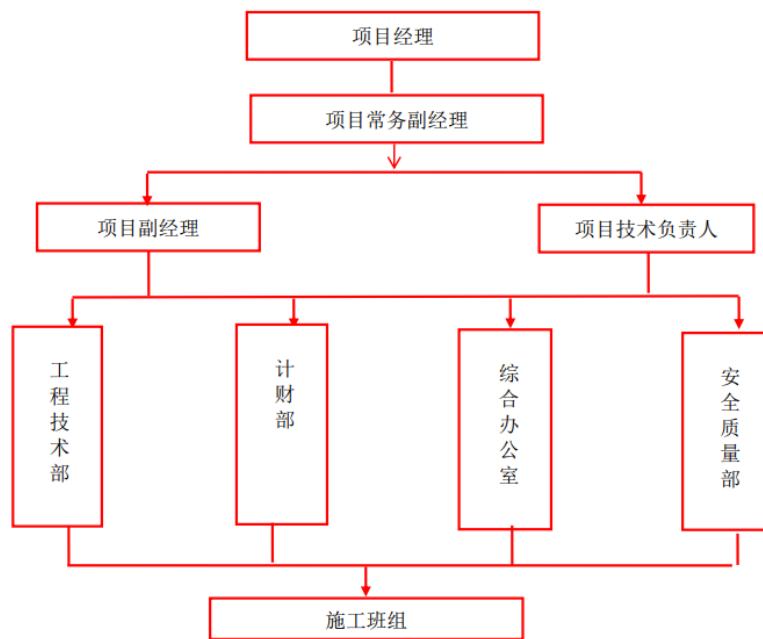 项目经理
项目常务副经理
项目副经理
项目技术负责人
工程技术部
计财部
综合办公室
安全质量部
施工班组